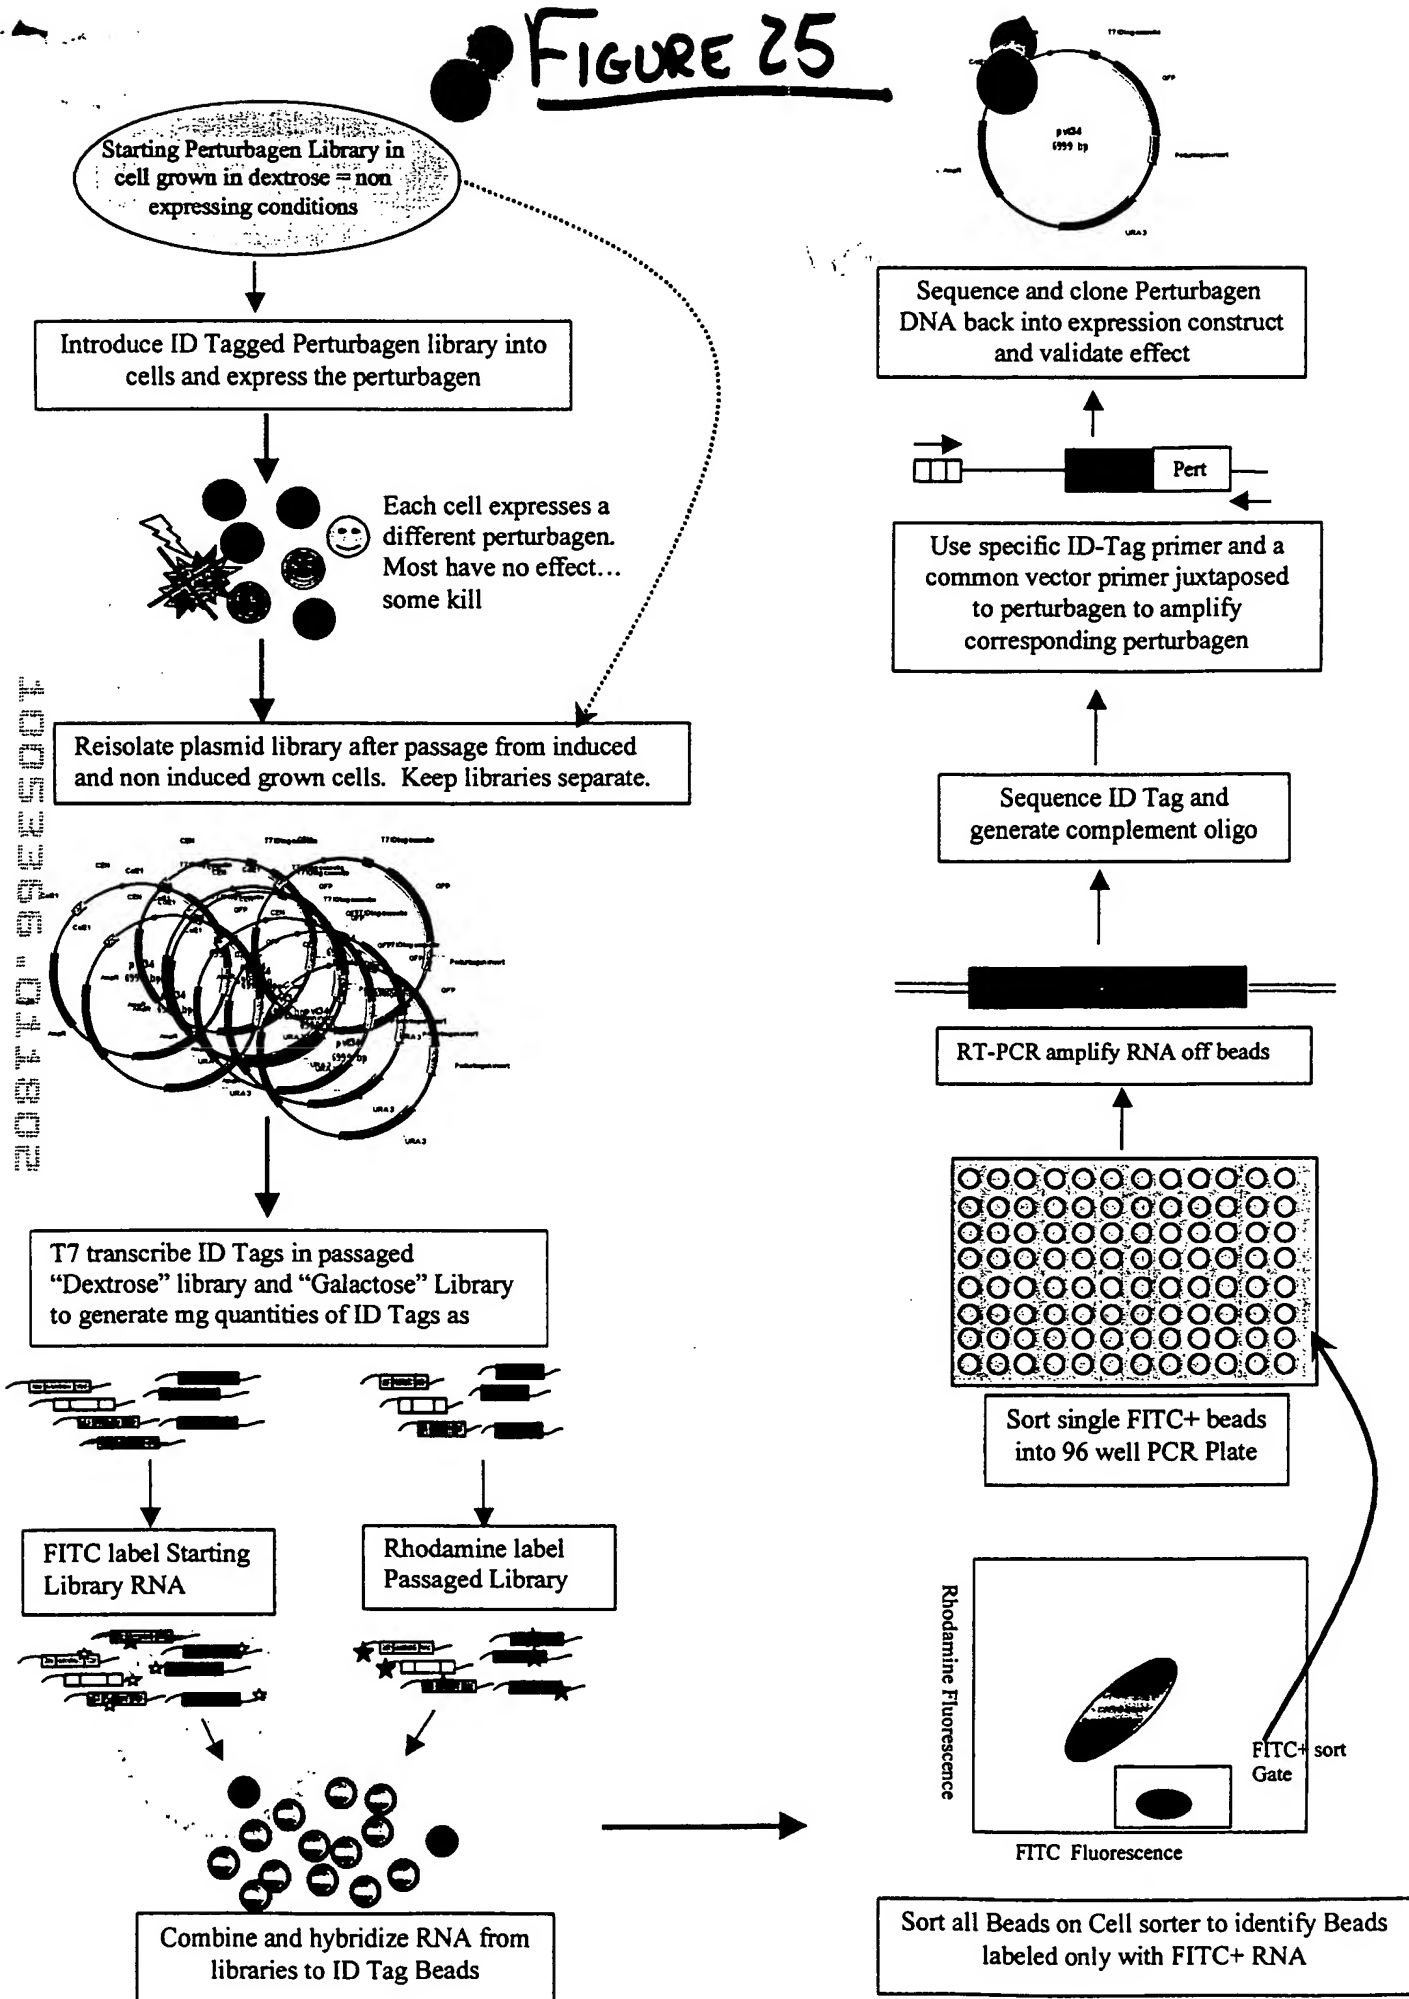 FIGURE 25
Starting Perturbagen Library in
cell grown in dextrose = non
expressing conditions
Introduce ID Tagged Perturbagen library into
cells and express the perturbagen
Each cell expresses a
different perturbagen.
Most have no effect...
some kill
Reisolate plasmid library after passage from induced
and non induced grown cells. Keep libraries separate.
T7 transcribe ID Tags in passaged
“Dextrose” library and “Galactose” Library
to generate mg quantities of ID Tags as
FITC label Starting
Library RNA
Rhodamine label
Passaged Library
Combine and hybridize RNA from
libraries to ID Tag Beads
GFP
6999 bp
URA3
Sequence and clone Perturbagen
DNA back into expression construct
and validate effect
Pert
Use specific ID-Tag primer and a
common vector primer juxtaposed
to perturbagen to amplify
corresponding perturbagen
Sequence ID Tag and
generate complement oligo
RT-PCR amplify RNA off beads
Sort single FITC+ beads
into 96 well PCR Plate
Rhodamine Fluorescence
FITC+ sort
Gate
FITC Fluorescence
Sort all Beads on Cell sorter to identify Beads
labeled only with FITC+ RNA